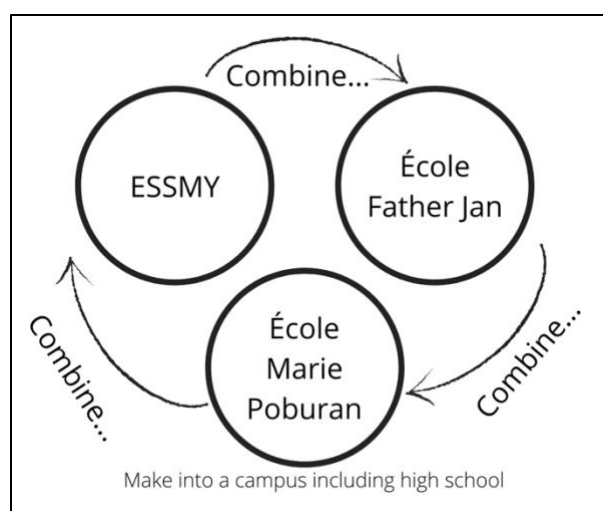 Combine...
ESSMY
École
Father Jan
École
Marie
Poburan
Combine...
Combine...
Make into a campus including high school